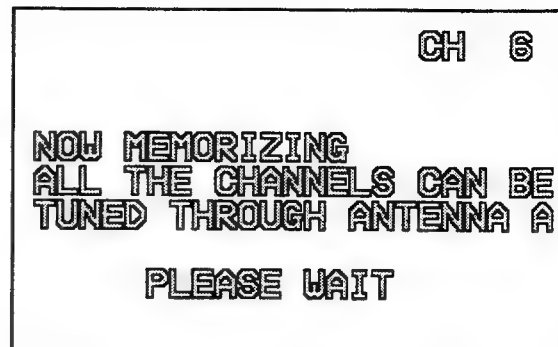 CH 6
NOW MEMORIZING
ALL THE CHANNELS CAN BE
TUNED THROUGH ANTENNA A
PLEASE WAIT